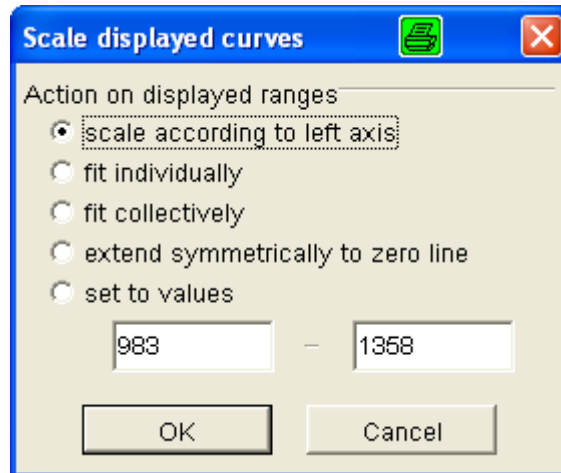 Scale displayed curves
Action on displayed ranges
scale according to left axis
fit individually
fit collectively
extend symmetrically to zero line
set to values
983 – 1358
OK Cancel